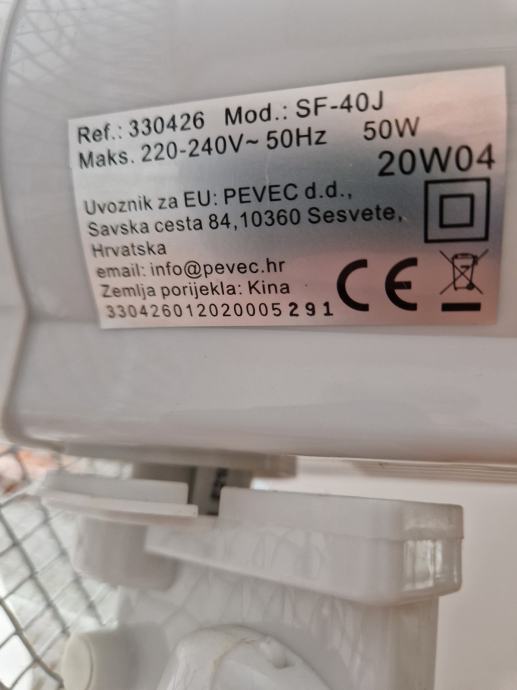 Ref.: 330426 Mod.: SF-40J
Maks. 220-240V~ 50Hz 50W
20W04
Uvoznik za EU: PEVEC d.d.,
Savska cesta 84,10360 Sesvete,
Hrvatska
email: info@pevec.hr
Zemlja porijekla: Kina
330426012020005291
CE